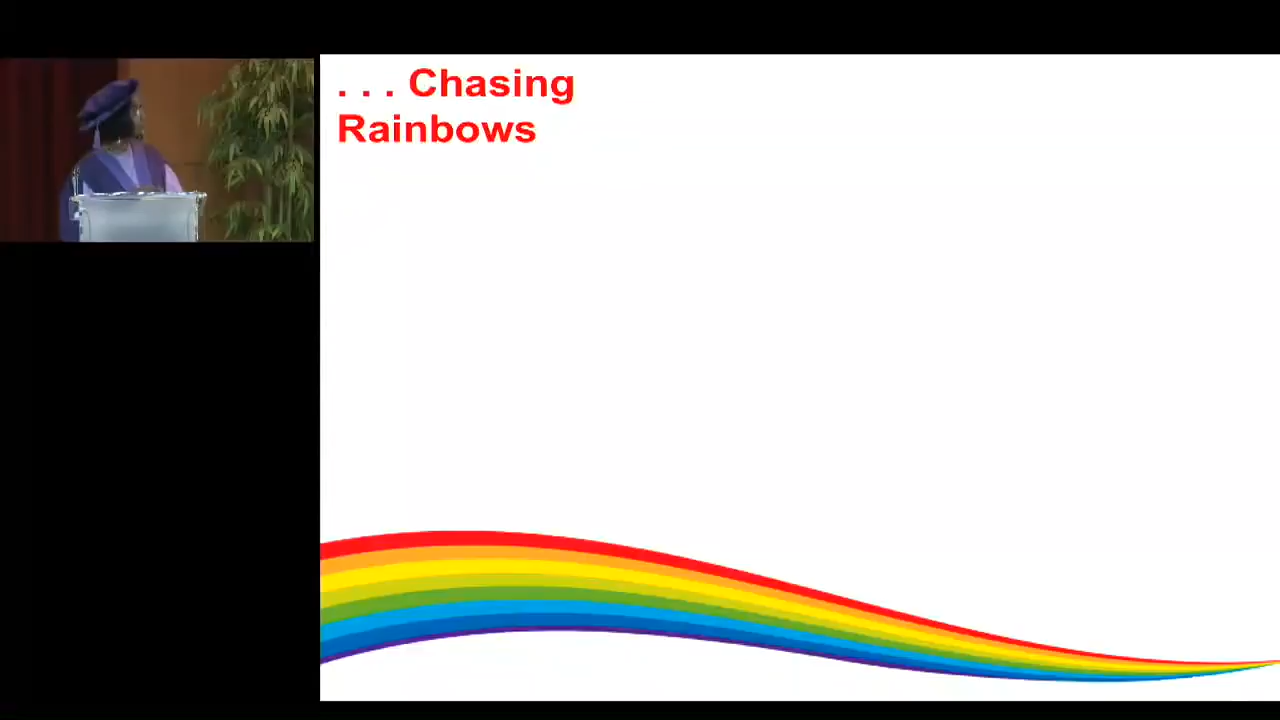 . . . Chasing
Rainbows